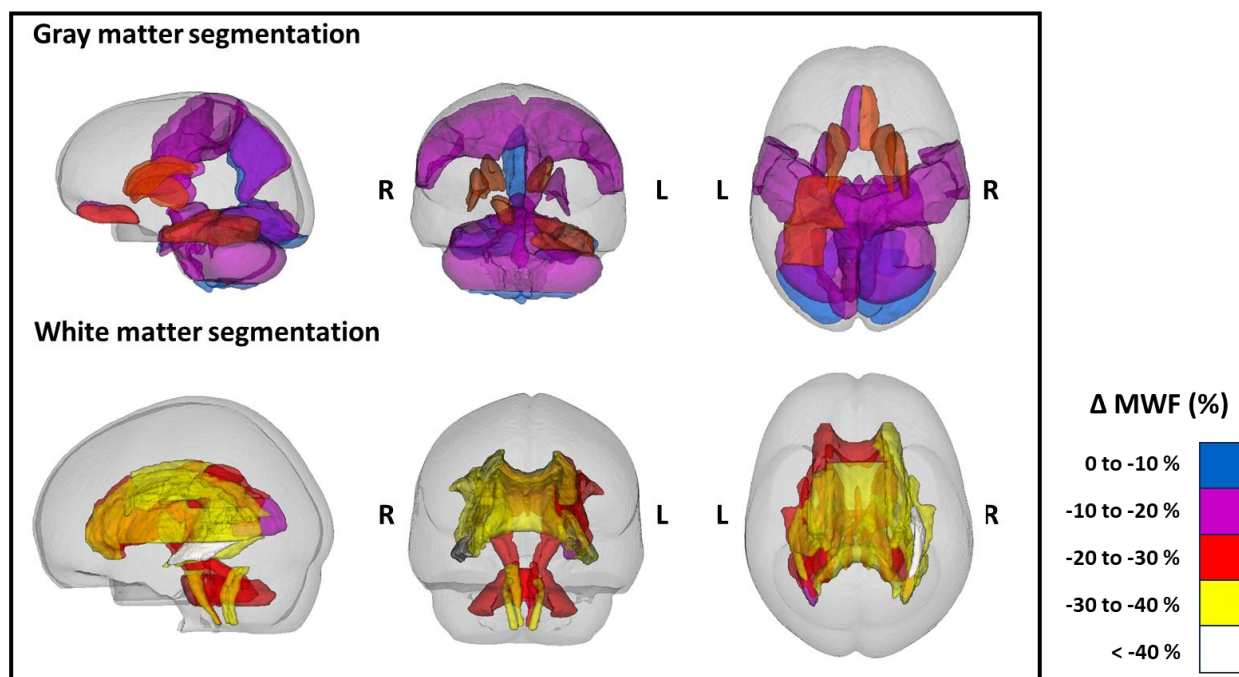 Gray matter segmentation
R
L
L
R
White matter segmentation
R
L
L
R
Δ MWF (%)
0 to -10 %
-10 to -20 %
-20 to -30 %
-30 to -40 %
< -40 %